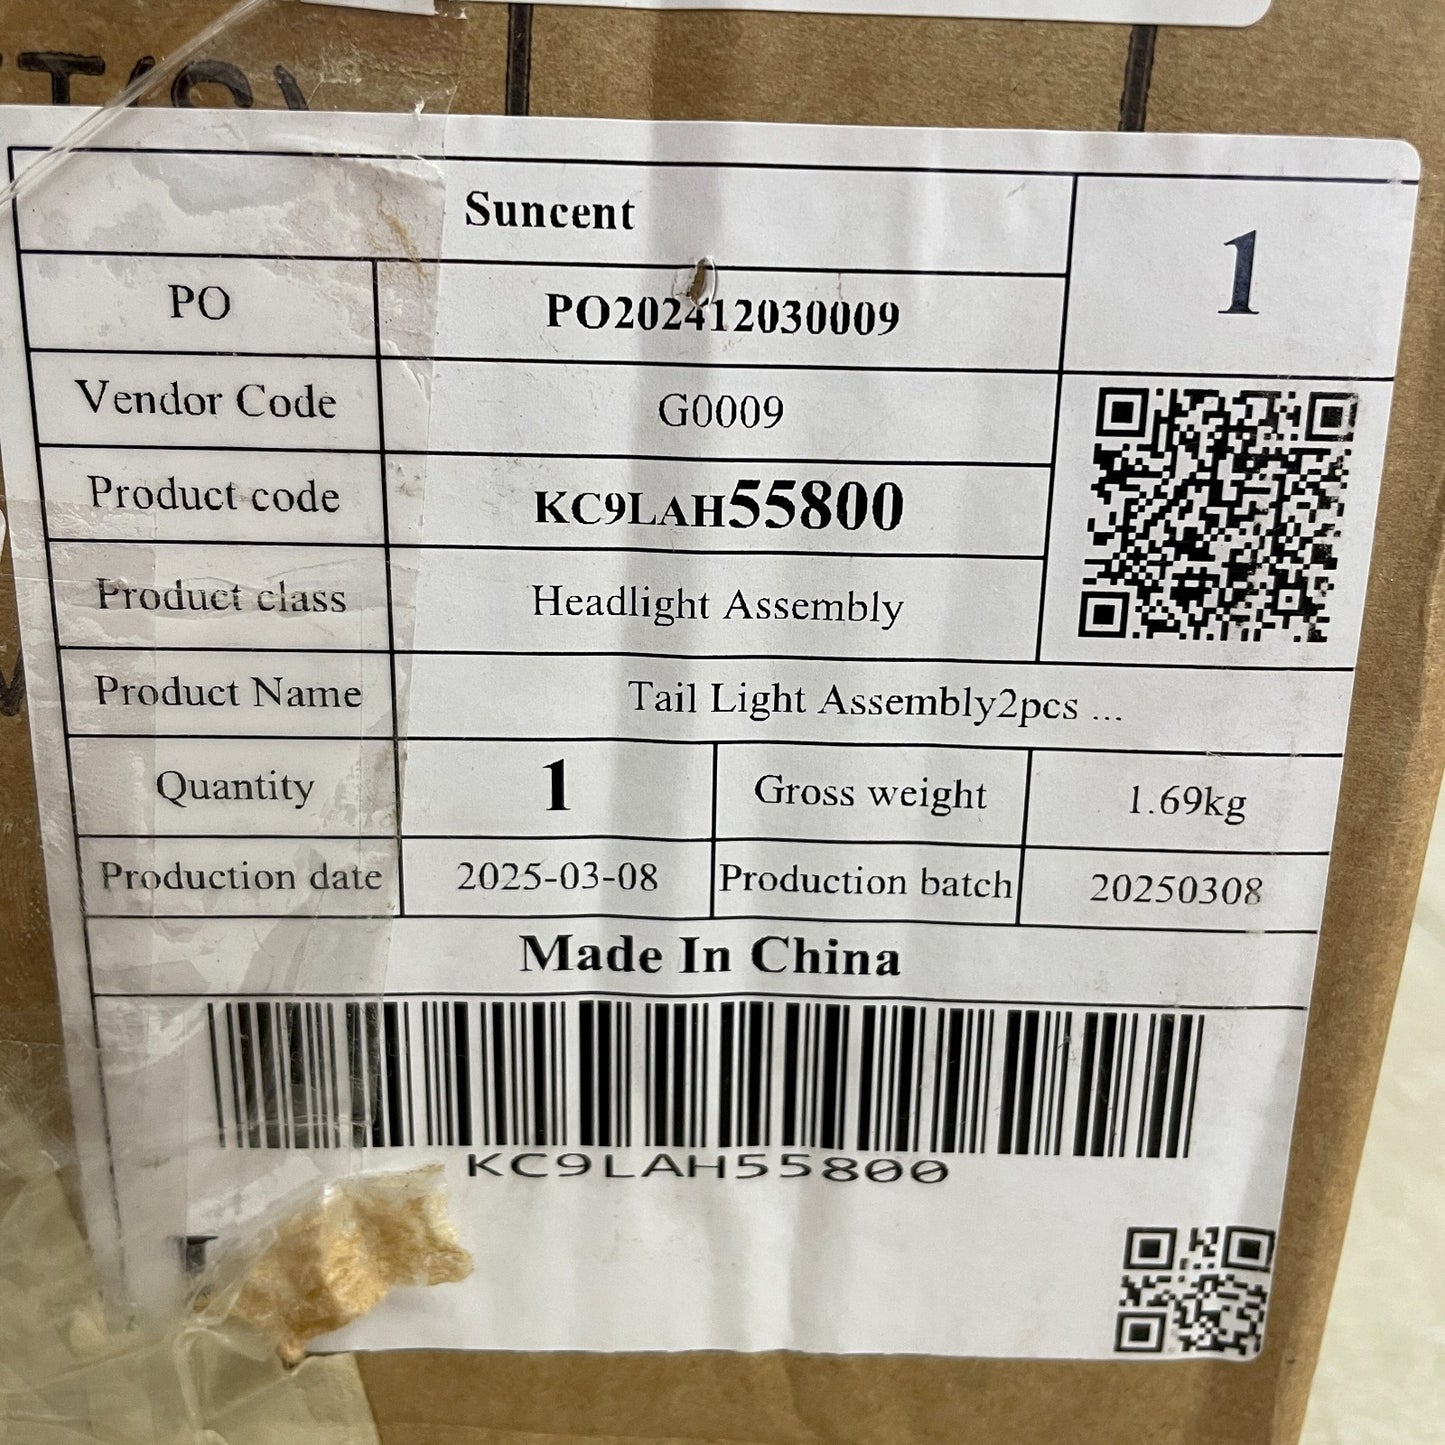 Suncent
1
PO PO202412030009
Vendor Code G0009
Product code KC9LAH55800
Product class Headlight Assembly
Product Name Tail Light Assembly2pcs ...
Quantity 1 Gross weight 1.69kg
Production date 2025-03-08 Production batch 20250308
Made In China
KC9LAH55800